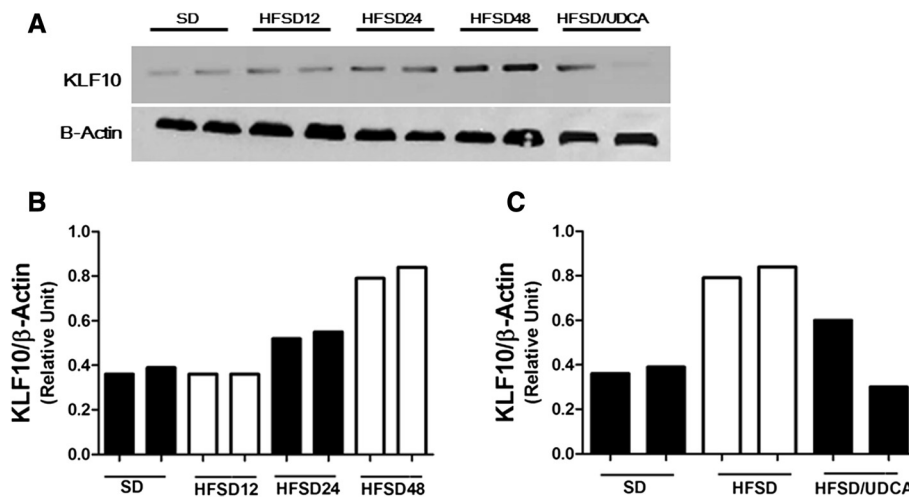 A
SD HFSD12 HFSD24 HFSD48 HFSD/UDCA
KLF10
B-Actin
B
KLF10/β-Actin
(Relative Unit)
1.0
0.8
0.6
0.4
0.2
0.0
SD HFSD12 HFSD24 HFSD48
C
KLF10/β-Actin
(Relative Unit)
1.0
0.8
0.6
0.4
0.2
0.0
SD HFSD HFSD/UDCA